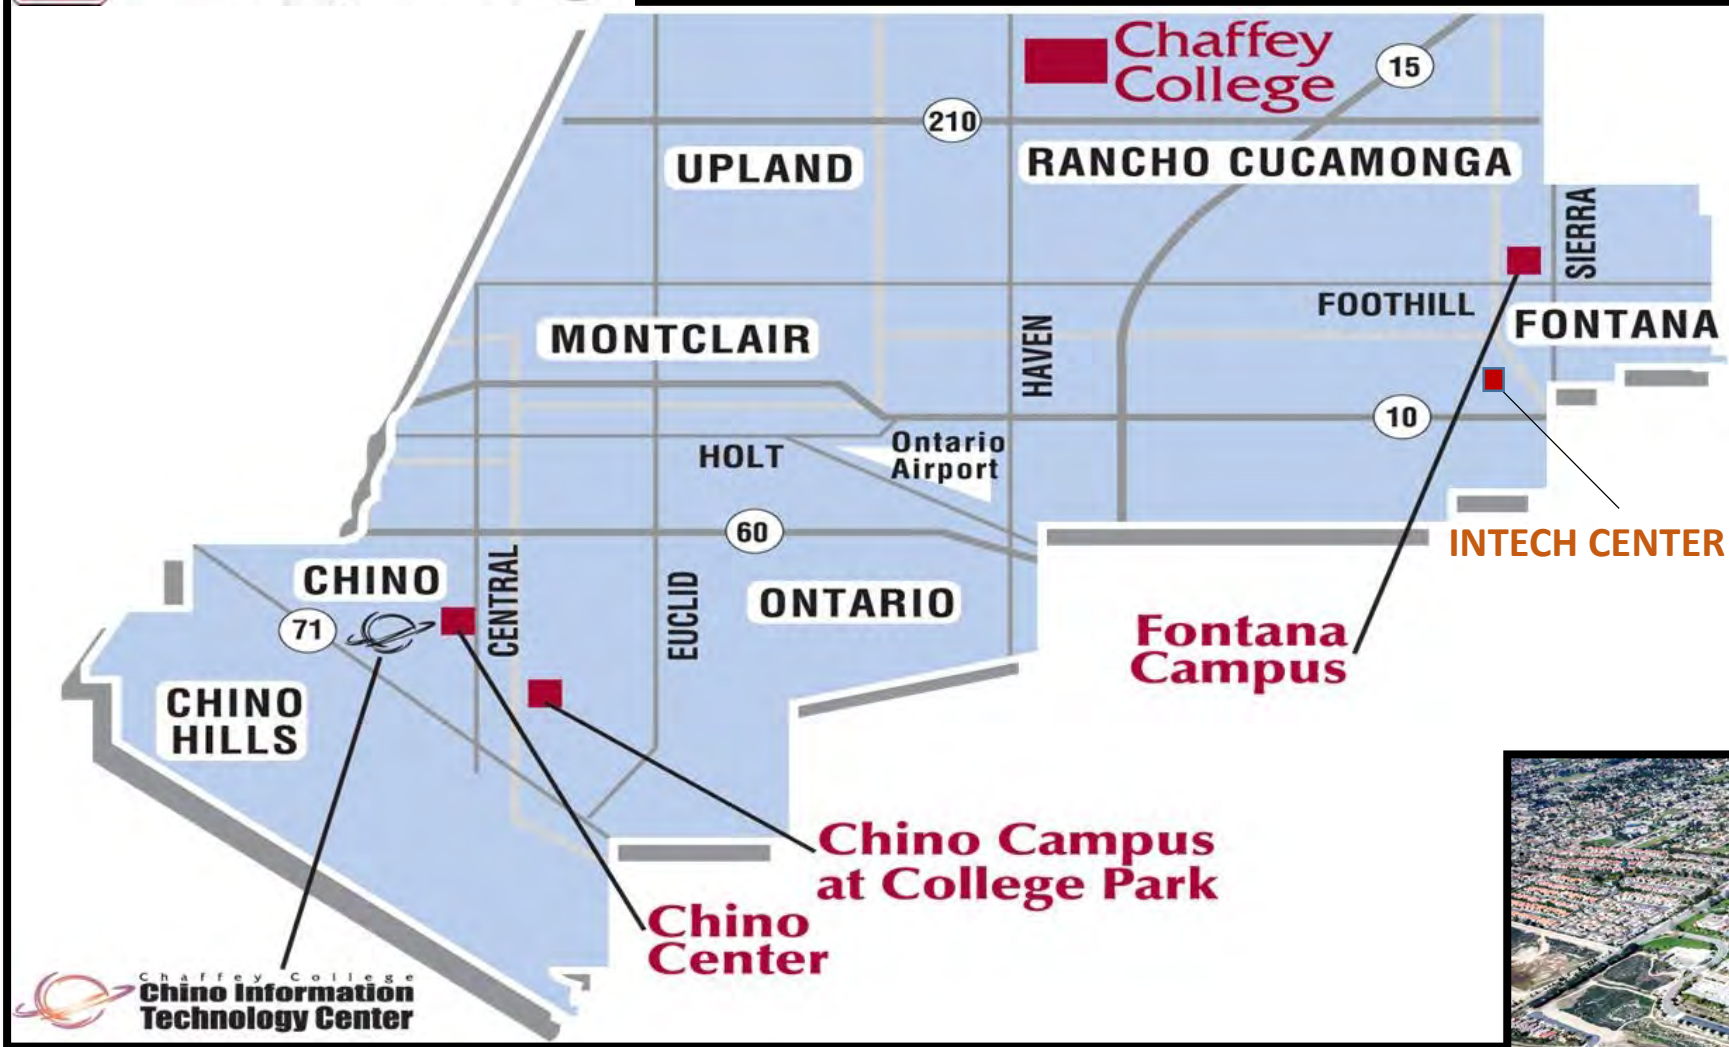 Chaffey
College
15
210
UPLAND
RANCHO CUCAMONGA
SIERRA
FOOTHILL
FONTANA
MONTCLAIR
HAVEN
10
HOLT
Ontario
Airport
60
INTECH CENTER
CHINO
CENTRAL
EUCLID
ONTARIO
71
Fontana
Campus
CHINO
HILLS
Chino Campus
at College Park
Chino
Center
Chaffey College
Chino Information
Technology Center